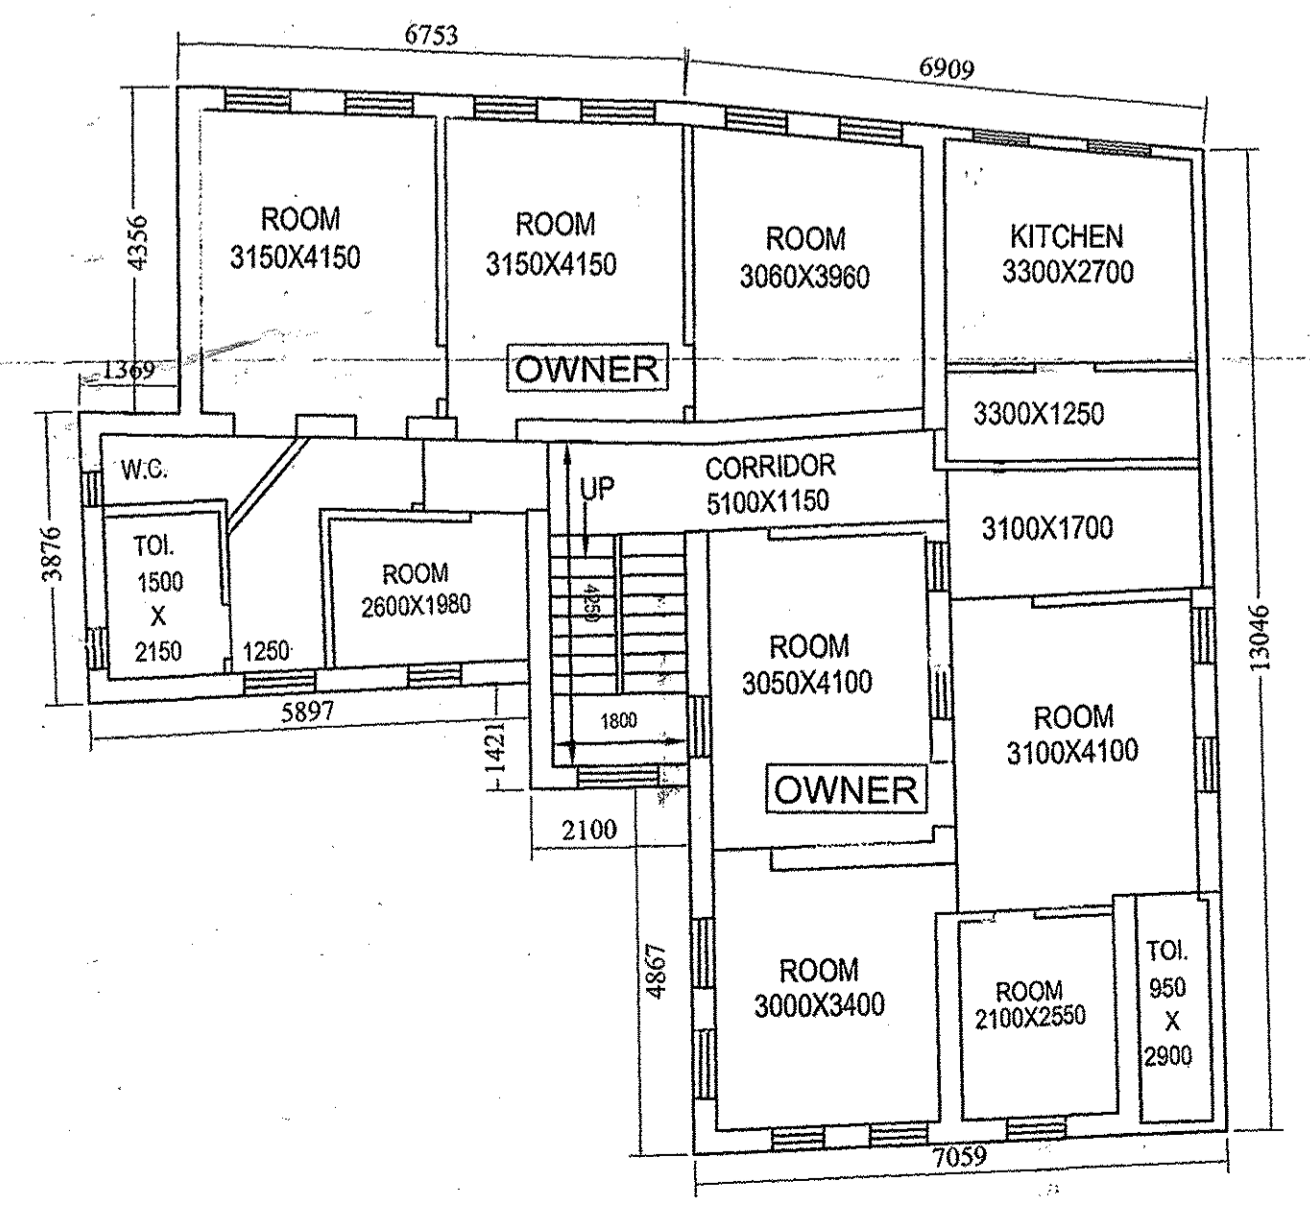 6753
6909
4356
ROOM
3150X4150
ROOM
3150X4150
ROOM
3060X3960
KITCHEN
3300X2700
OWNER
1369
3300X1250
W.C.
UP
CORRIDOR
5100X1150
3100X1700
3876
TOI.
1500
X
2150
1250
ROOM
2600X1980
4250
1800
ROOM
3050X4100
13046
ROOM
3100X4100
5897
1421
OWNER
2100
4867
ROOM
3000X3400
ROOM
2100X2550
TOI.
950
X
2900
7059